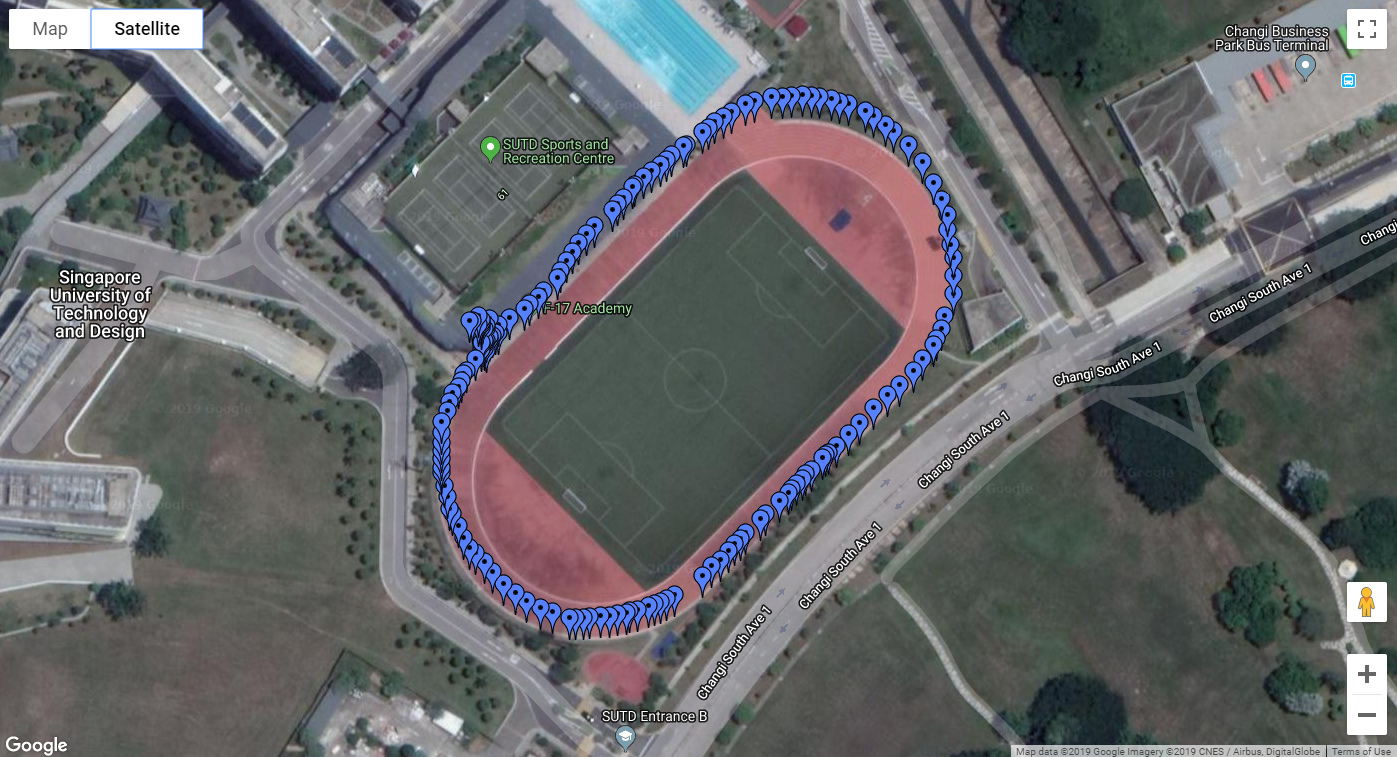 Map
Satellite
Changi Business
Park Bus Terminal
© 2019 Google
SUTD Sports and
Recreation Centre
61
Changi
Singapore
University of
Technology
and Design
F-17 Academy
Changi South Ave 1
Changi South Ave 1
Changi South Ave 1
Changi South Ave 1
Changi South Ave 1
SUTD Entrance B
Google
Map data ©2019 Google Imagery ©2019 CNES / Airbus, DigitalGlobe
Terms of Use